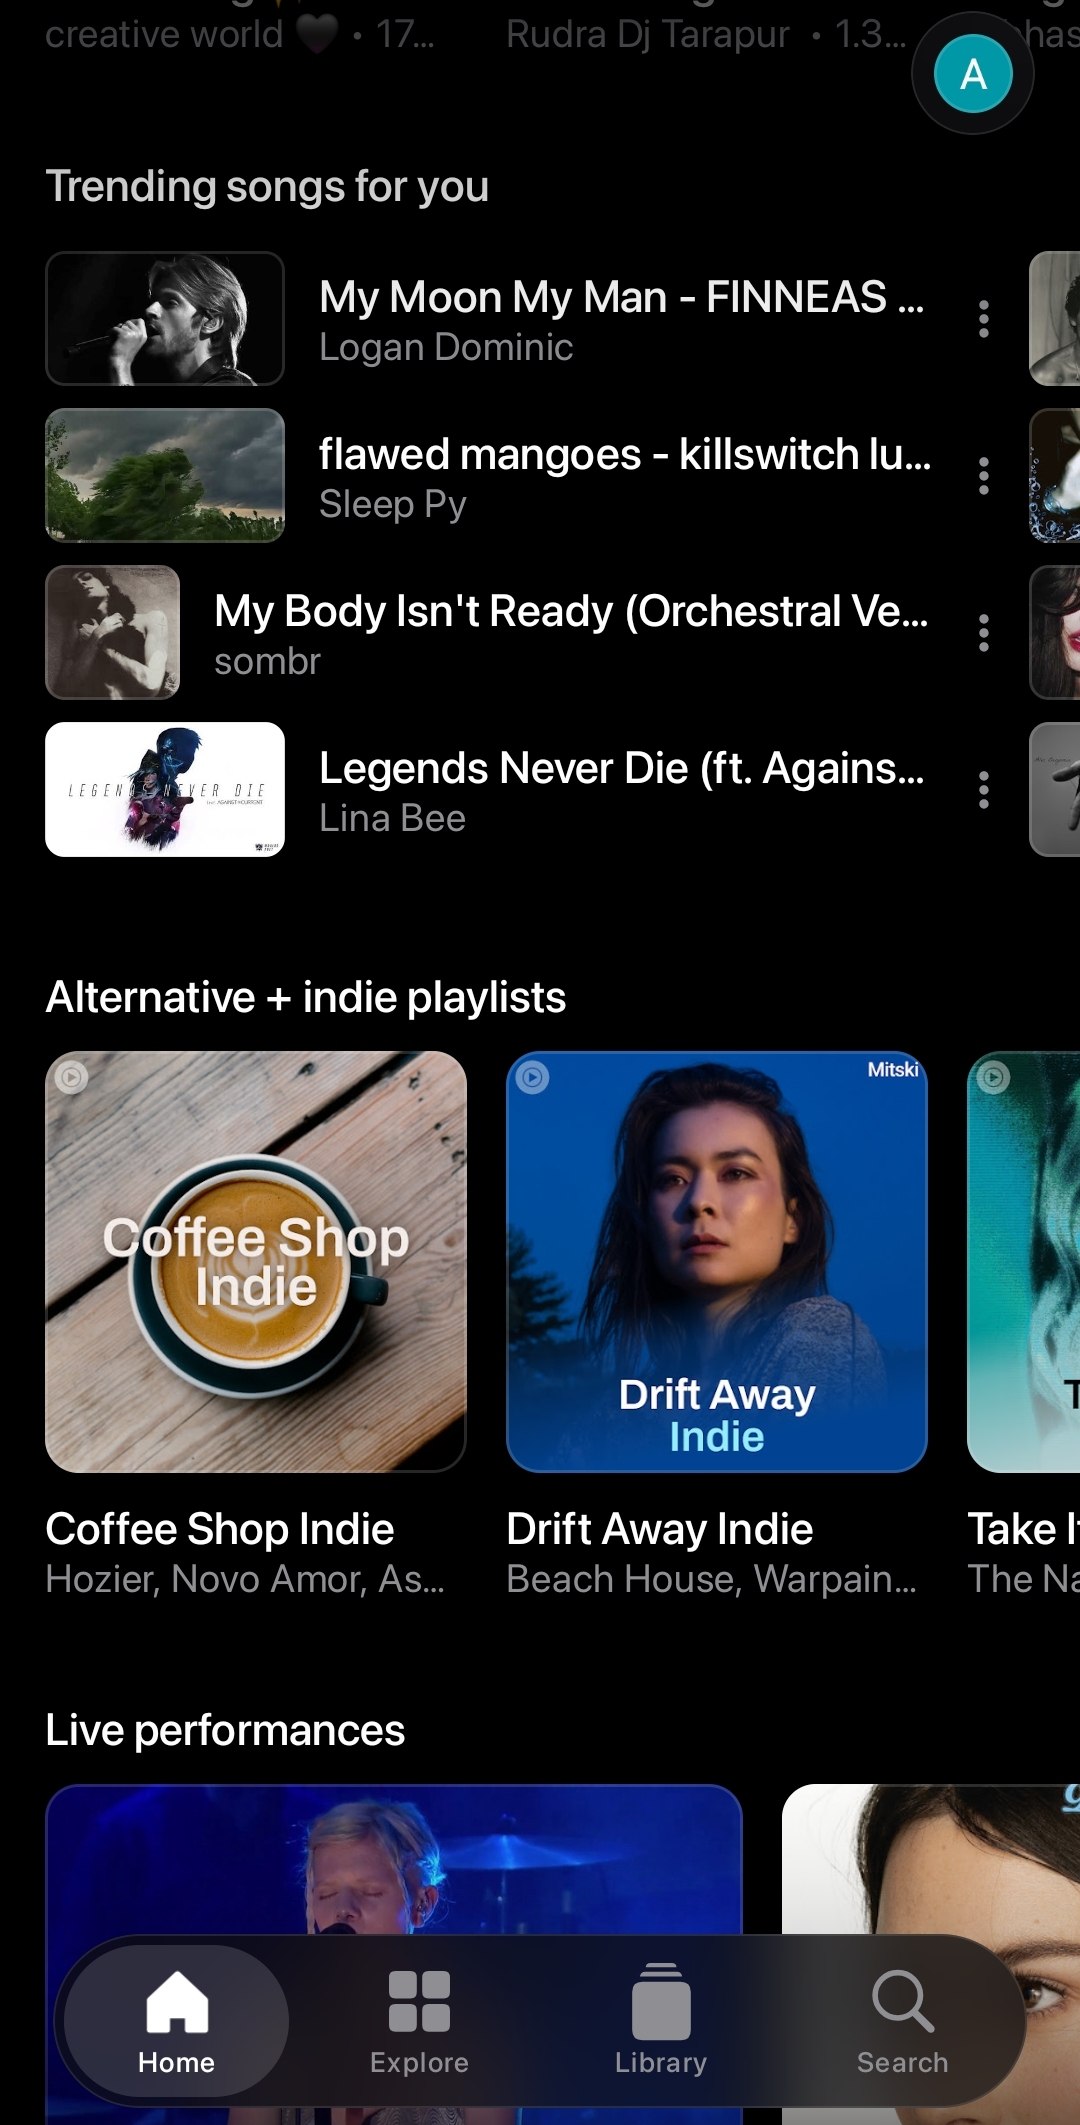 creative world 🖤 • 17...
Rudra Dj Tarapur • 1.3...
A
Trending songs for you
My Moon My Man - FINNEAS ...
Logan Dominic
flawed mangoes - killswitch lu...
Sleep Py
My Body Isn't Ready (Orchestral Ve...
sombr
LEGENDS NEVER DIE
Legends Never Die (ft. Agains...
Lina Bee
Alternative + indie playlists
Coffee Shop
Indie
Mitski
Drift Away
Indie
Coffee Shop Indie
Hozier, Novo Amor, As...
Drift Away Indie
Beach House, Warpain...
Take I
The Na
Live performances
Home
Explore
Library
Search